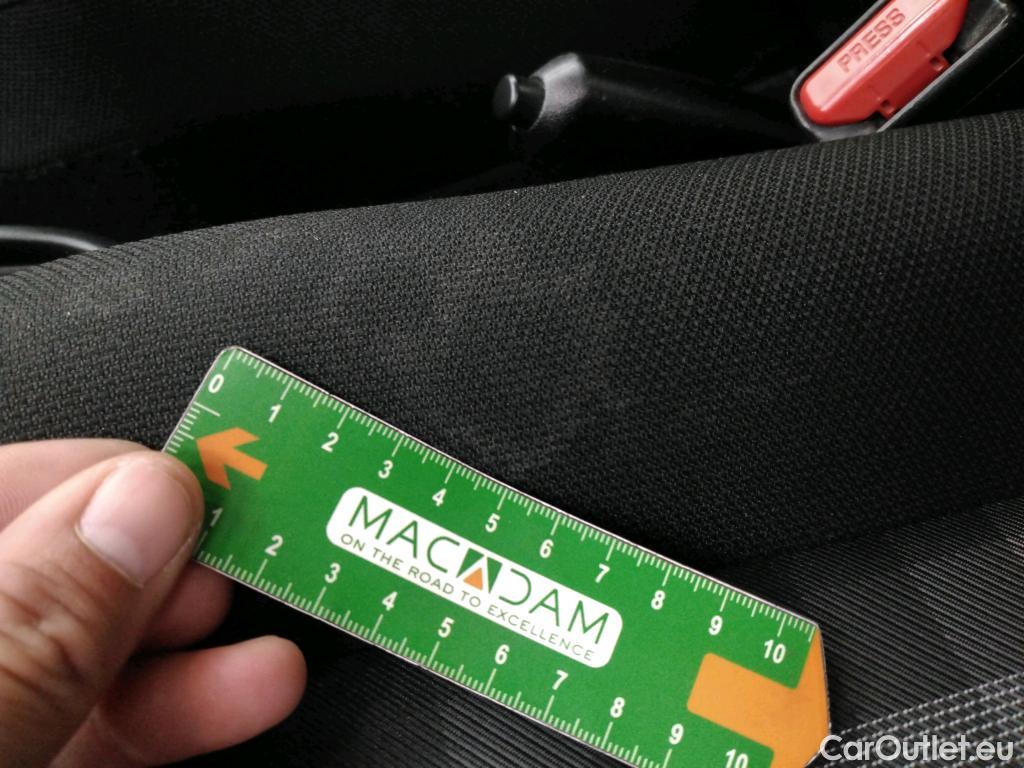 PRESS
0 1 2 3 4 5 6 7 8 9 10
MACADAM
ON THE ROAD TO EXCELLENCE
1 2 3 4 5 6 7 8 9 10
CarOutlet.eu